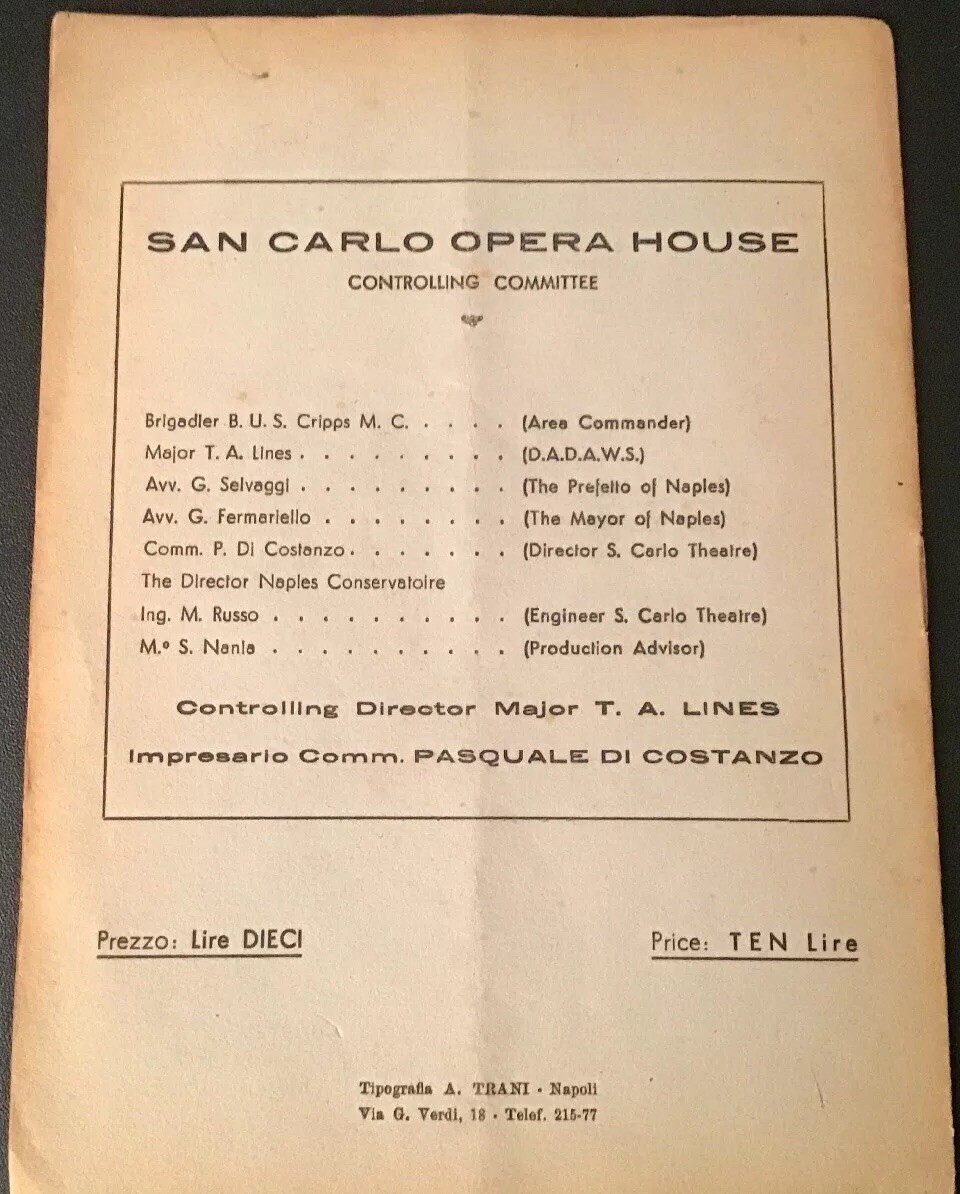 SAN CARLO OPERA HOUSE
CONTROLLING COMMITTEE
Brigadier B. U. S. Cripps M. C. . . . . (Area Commander)
Major T. A. Lines . . . . . . . . . (D.A.D.A.W.S.)
Avv. G. Selvaggi . . . . . . . . . (The Prefetto of Naples)
Avv. G. Fermariello . . . . . . . . (The Mayor of Naples)
Comm. P. Di Costanzo . . . . . . . (Director S. Carlo Theatre)
The Director Naples Conservatoire
Ing. M. Russo . . . . . . . . . . (Engineer S. Carlo Theatre)
M.º S. Nania . . . . . . . . . . (Production Advisor)
Controlling Director Major T. A. LINES
Impresario Comm. PASQUALE DI COSTANZO
Prezzo: Lire DIECI
Price: TEN Lire
Tipografia A. TRANI - Napoli
Via G. Verdi, 18 - Telef. 215-77